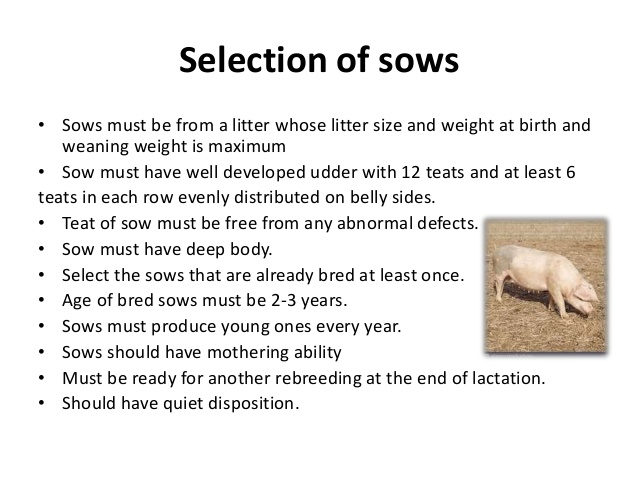 Selection of sows
• Sows must be from a litter whose litter size and weight at birth and
weaning weight is maximum
• Sow must have well developed udder with 12 teats and at least 6
teats in each row evenly distributed on belly sides.
• Teat of sow must be free from any abnormal defects.
• Sow must have deep body.
• Select the sows that are already bred at least once.
• Age of bred sows must be 2-3 years.
• Sows must produce young ones every year.
• Sows should have mothering ability
• Must be ready for another rebreeding at the end of lactation.
• Should have quiet disposition.